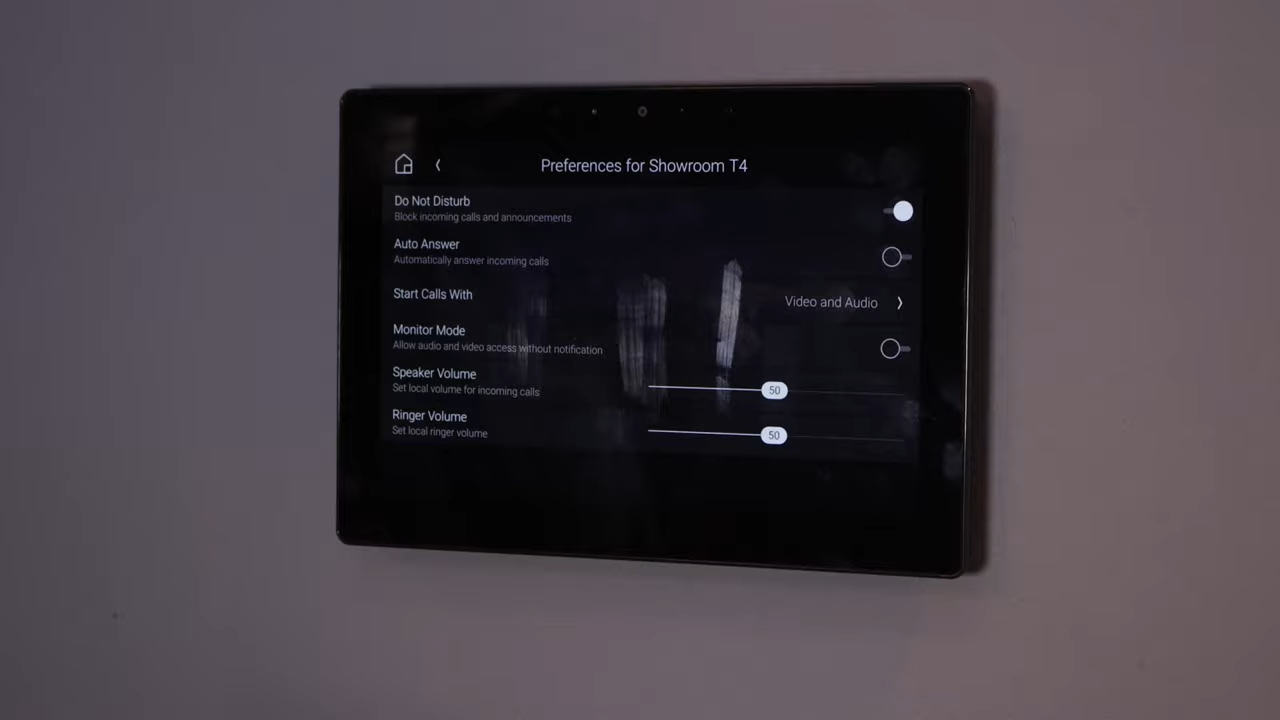 Preferences for Showroom T4
Do Not Disturb
Block incoming calls and announcements
Auto Answer
Automatically answer incoming calls
Start Calls With
Video and Audio
Monitor Mode
Allow audio and video access without notification
Speaker Volume
Set local volume for incoming calls
50
Ringer Volume
Set local ringer volume
50